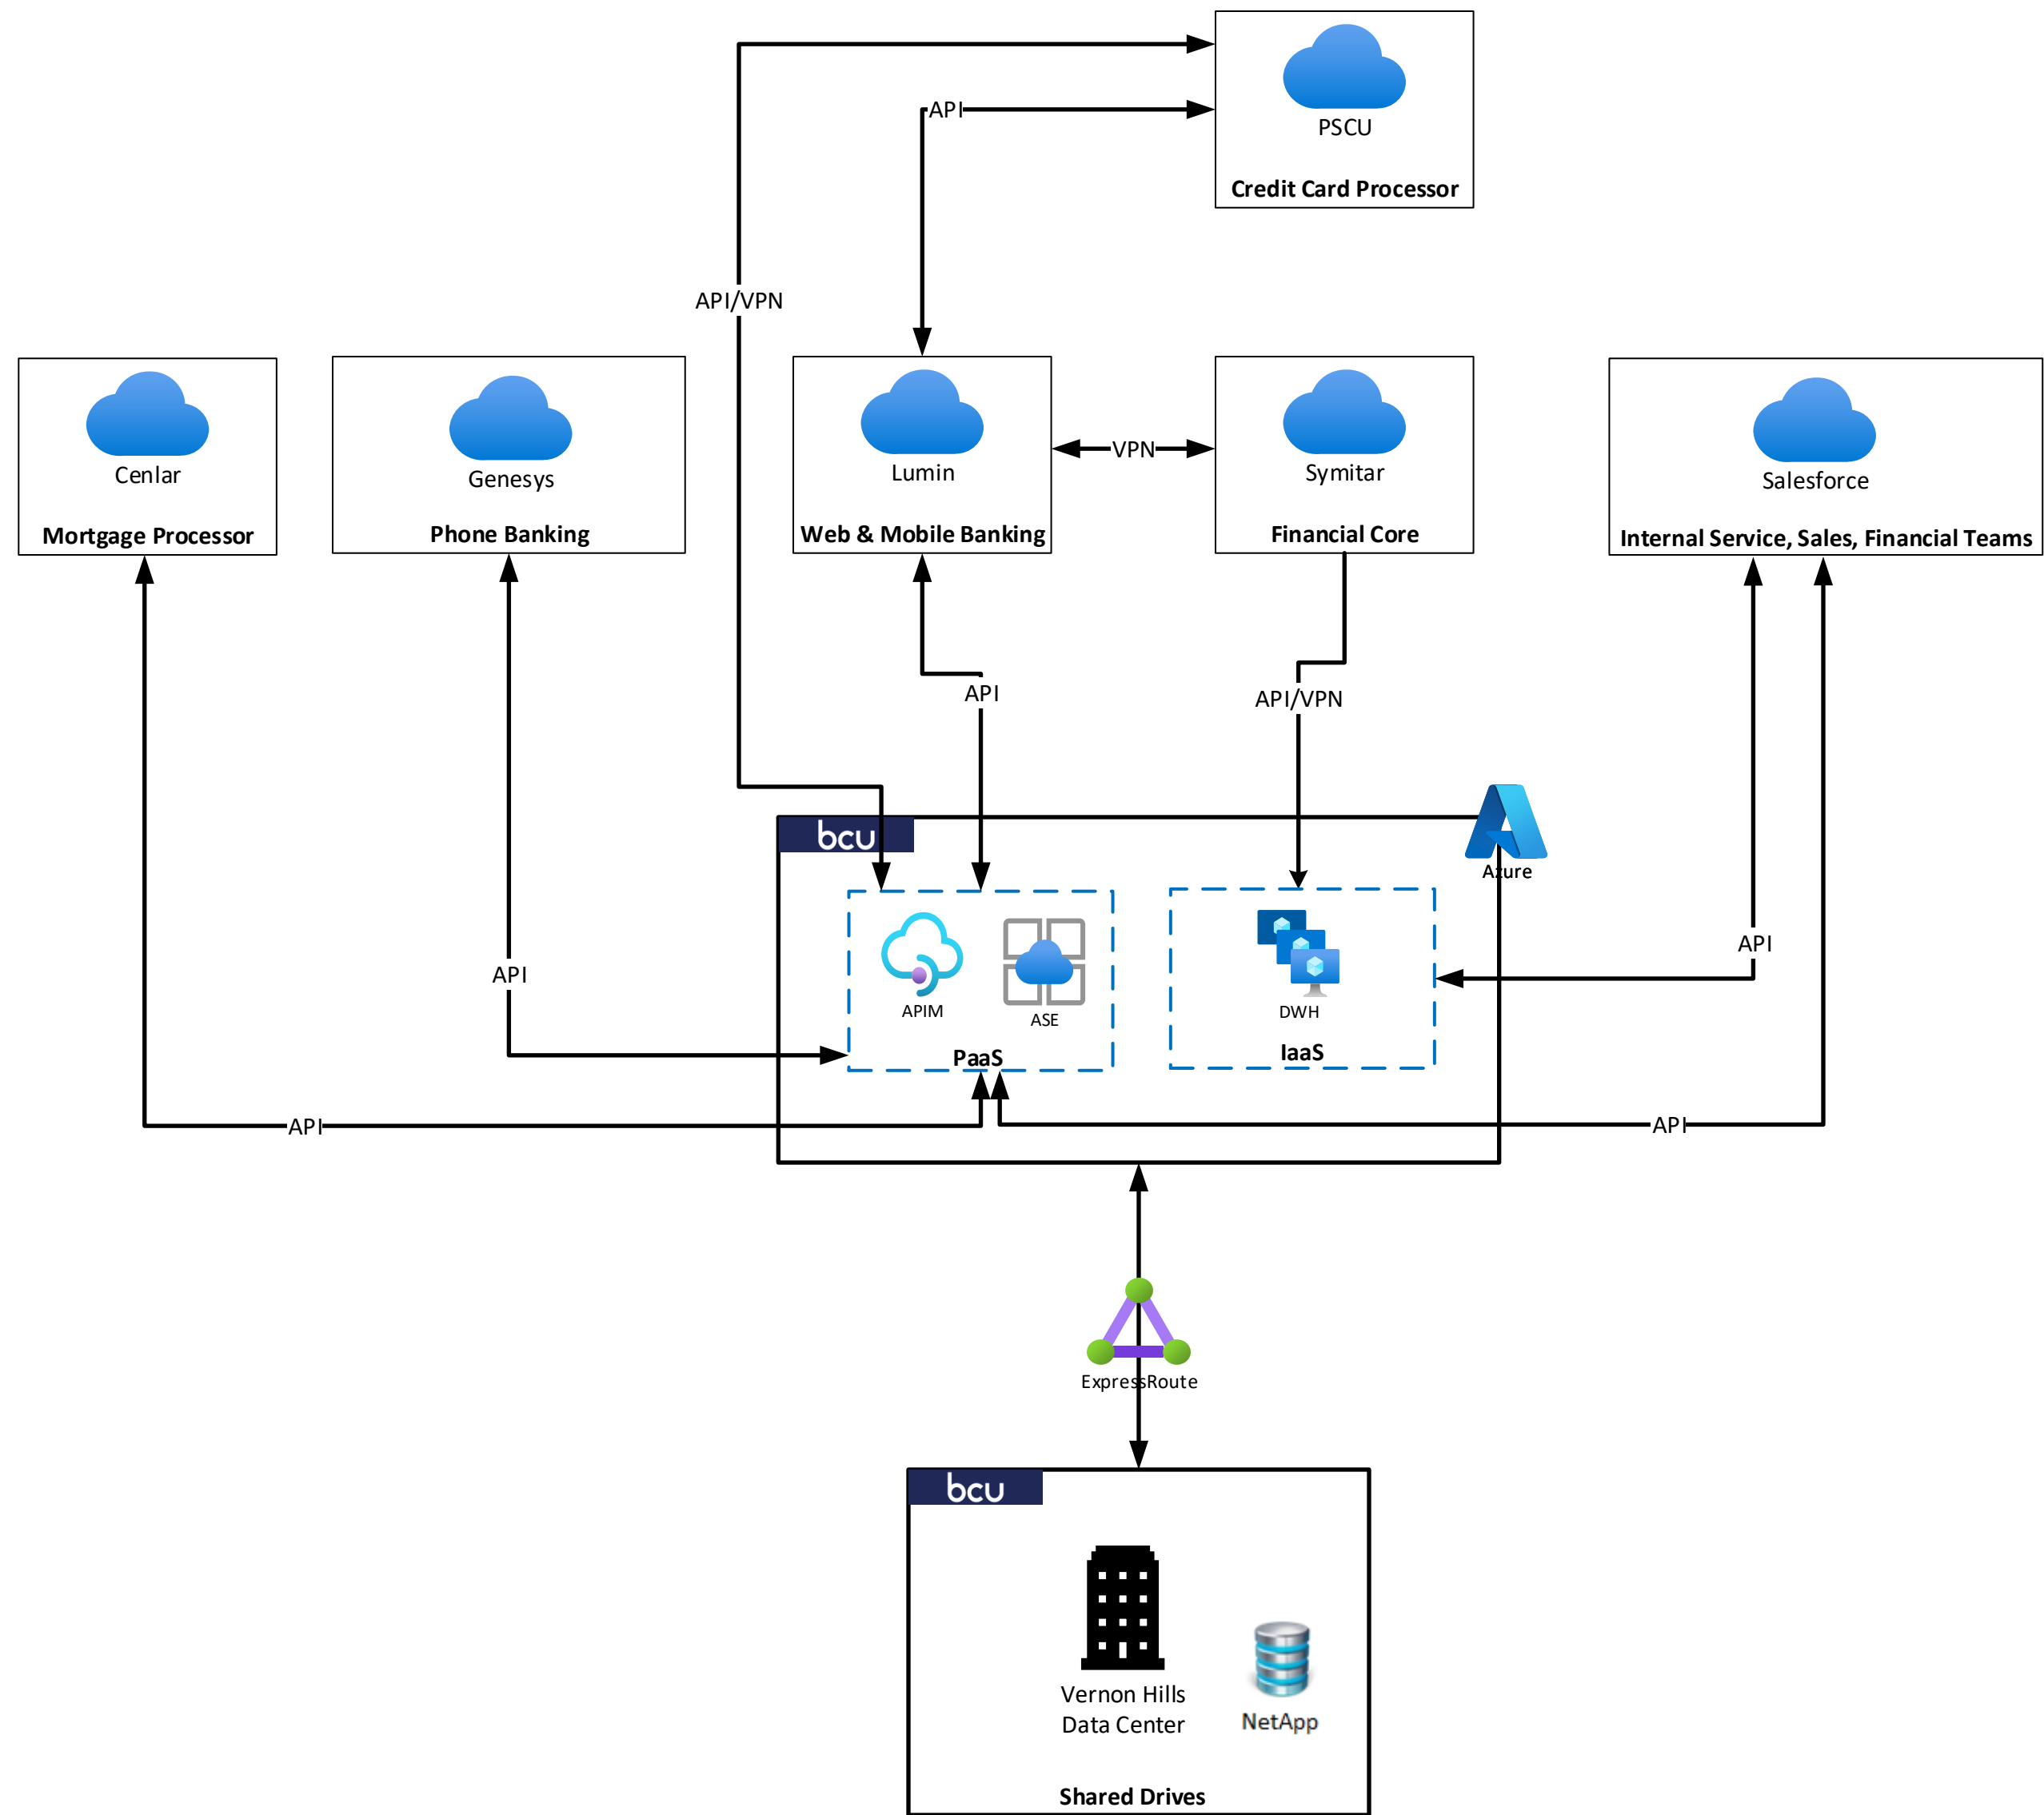 PSCU
Credit Card Processor
API
API/VPN
Cenlar
Mortgage Processor
Genesys
Phone Banking
Lumin
Web & Mobile Banking
VPN
Symitar
Financial Core
Salesforce
Internal Service, Sales, Financial Teams
API
API/VPN
bcu
Azure
APIM
ASE
PaaS
DWH
IaaS
API
API
API
API
ExpressRoute
bcu
Vernon Hills
Data Center
NetApp
Shared Drives